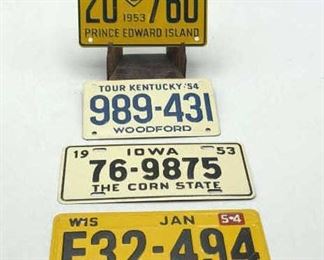 20 760
1953
PRINCE EDWARD ISLAND
TOUR KENTUCKY '54
989-431
WOODFORD
19 IOWA 53
76-9875
THE CORN STATE
WIS JAN 54
E32-494